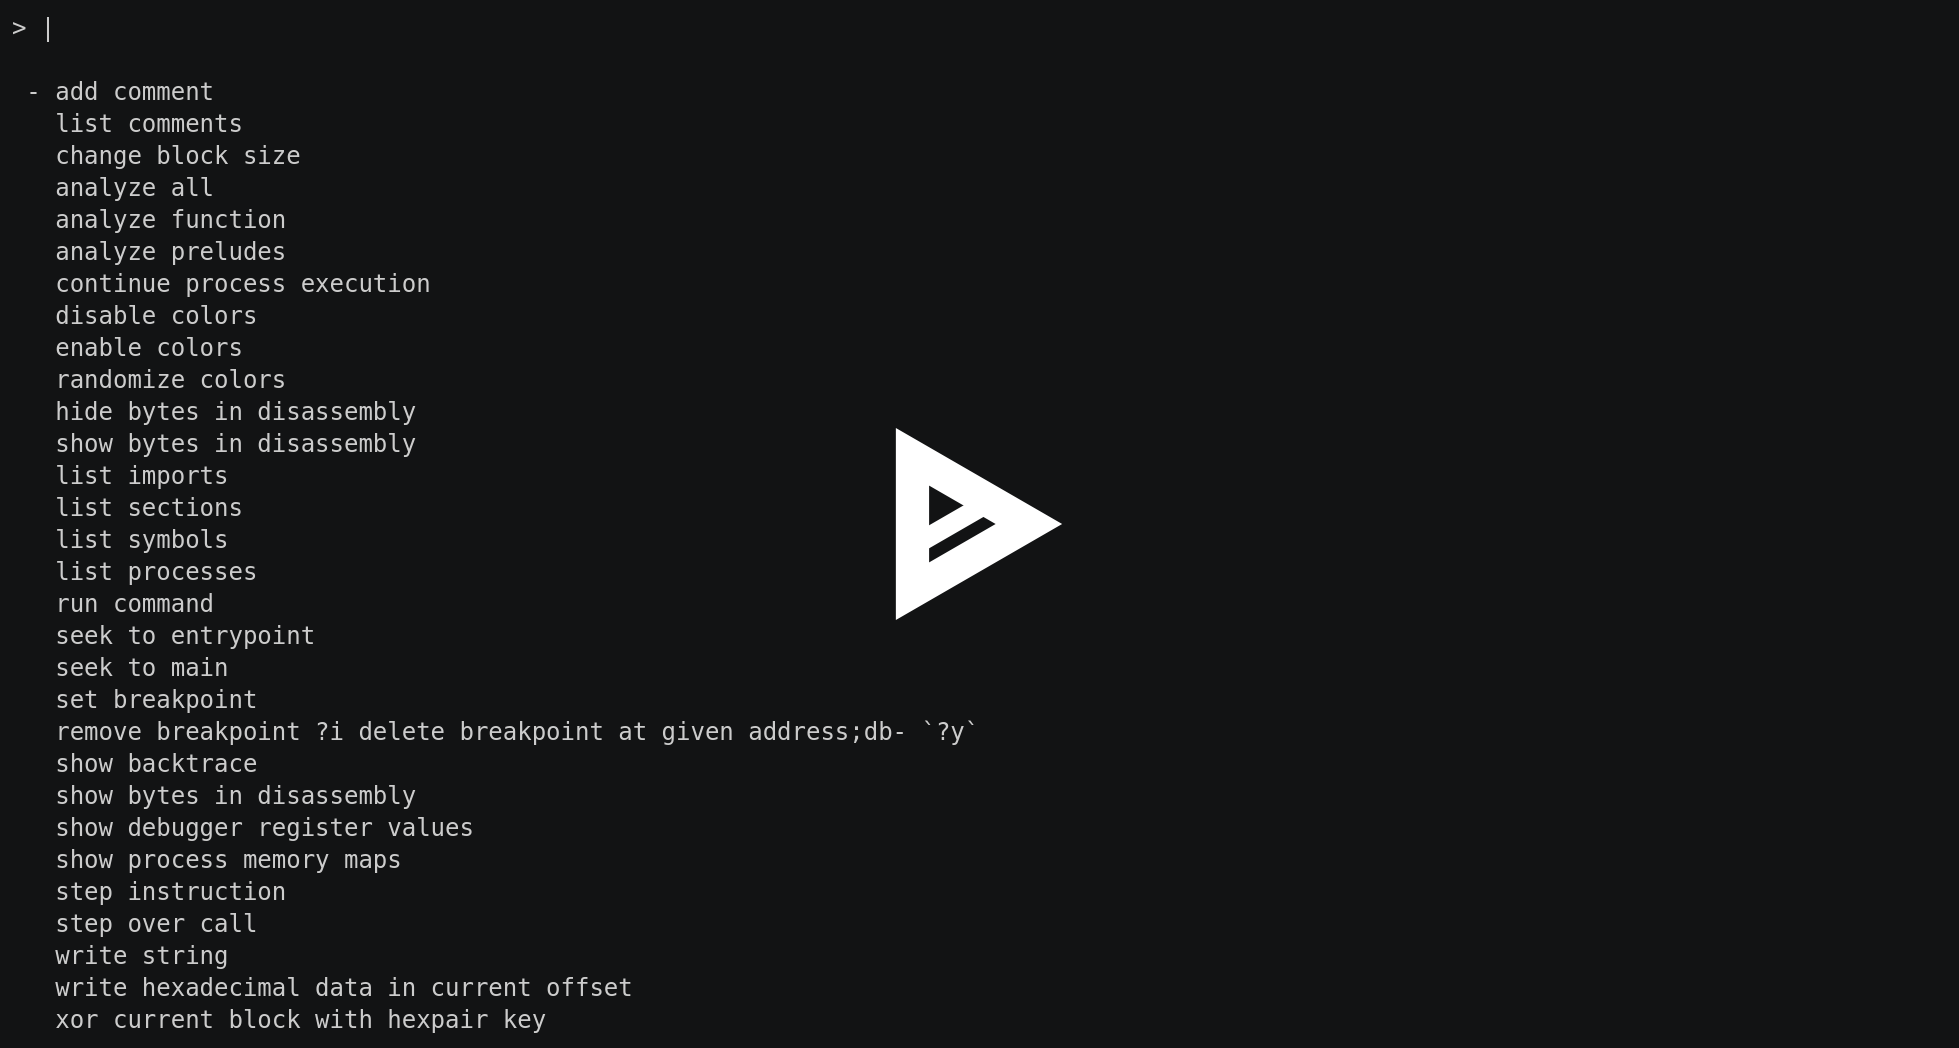 > |
- add comment
list comments
change block size
analyze all
analyze function
analyze preludes
continue process execution
disable colors
enable colors
randomize colors
hide bytes in disassembly
show bytes in disassembly
list imports
list sections
list symbols
list processes
run command
seek to entrypoint
seek to main
set breakpoint
remove breakpoint ?i delete breakpoint at given address;db- `?y`
show backtrace
show bytes in disassembly
show debugger register values
show process memory maps
step instruction
step over call
write string
write hexadecimal data in current offset
xor current block with hexpair key